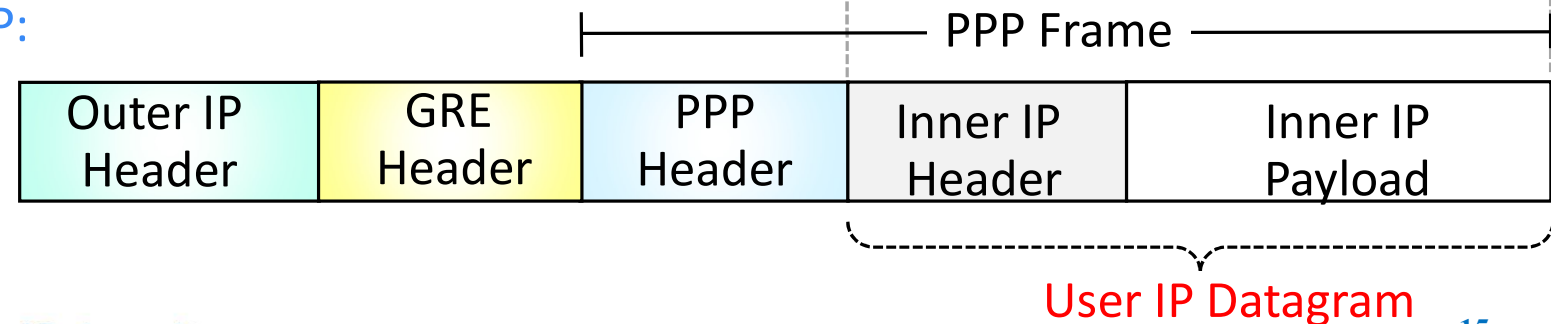 P:
PPP Frame
Outer IP
Header
GRE
Header
PPP
Header
Inner IP
Header
Inner IP
Payload
User IP Datagram